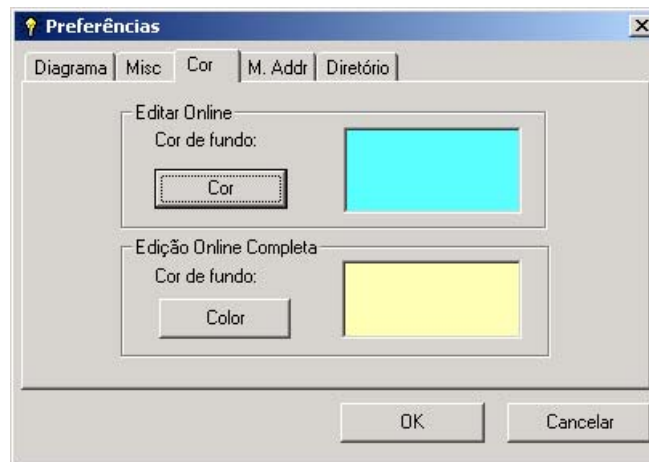 Preferências
Diagrama Misc Cor M. Addr Diretório
Editar Online
Cor de fundo:
Cor
Edição Online Completa
Cor de fundo:
Color
OK Cancelar